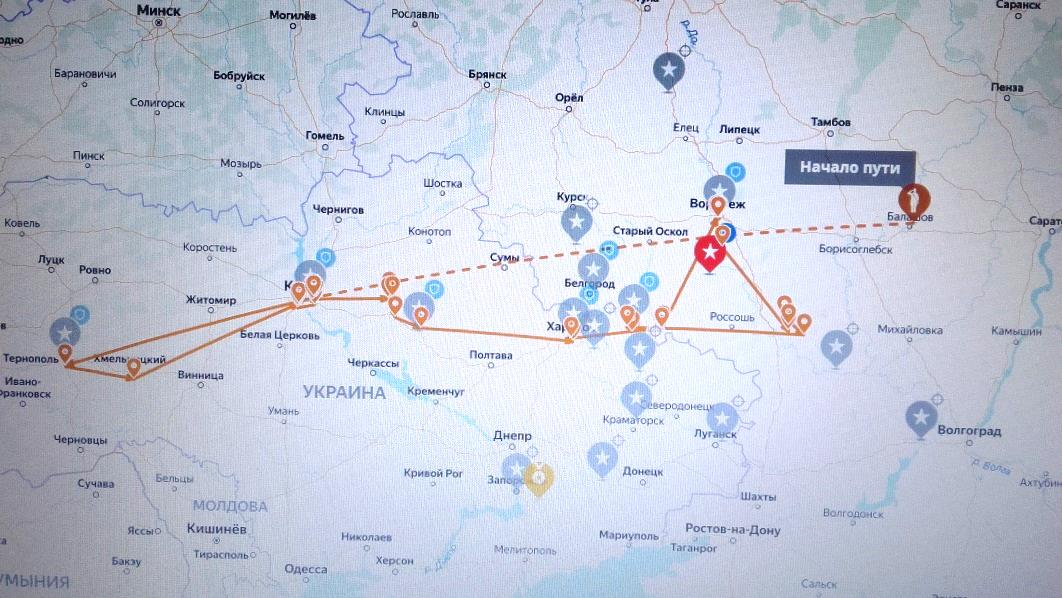 Минск
Могилёв
Рославль
Саранск
Барановичи
Бобруйск
Брянск
Солигорск
Орёл
Пенза
Клинцы
Елец
Липецк
Тамбов
Гомель
Пинск
Мозырь
Начало пути
Шостка
Курск
Ковель
Чернигов
Конотоп
Старый Оскол
Балашов
Борисоглебск
Луцк
Ровно
Коростень
Сумы
Белгород
Житомир
Белая Церковь
Россошь
Михайловка
Камышин
Тернополь
Полтава
Винница
Черкассы
Ивано-
УКРАИНА
Кременчуг
Умань
Северодонецк
Краматорск
Луганск
Волгоград
Черновцы
Днепр
Кривой Рог
Донецк
р. Волга
Сучава
Бельцы
Шахты
МОЛДОВА
Волгодонск
Яссы
Кишинёв
Николаев
Мариуполь
Ростов-на-Дону
Таганрог
Тирасполь
Мелитополь
Бакэу
Одесса
Херсон
Сальск